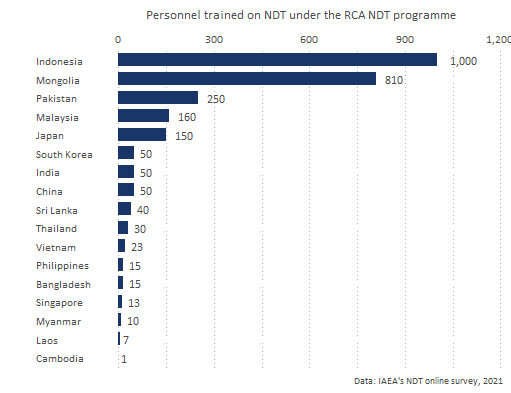 Personnel trained on NDT under the RCA NDT programme
0 300 600 900 1,200
Indonesia 1,000
Mongolia 810
Pakistan 250
Malaysia 160
Japan 150
South Korea 50
India 50
China 50
Sri Lanka 40
Thailand 30
Vietnam 23
Philippines 15
Bangladesh 15
Singapore 13
Myanmar 10
Laos 7
Cambodia 1
Data: IAEA's NDT online survey, 2021